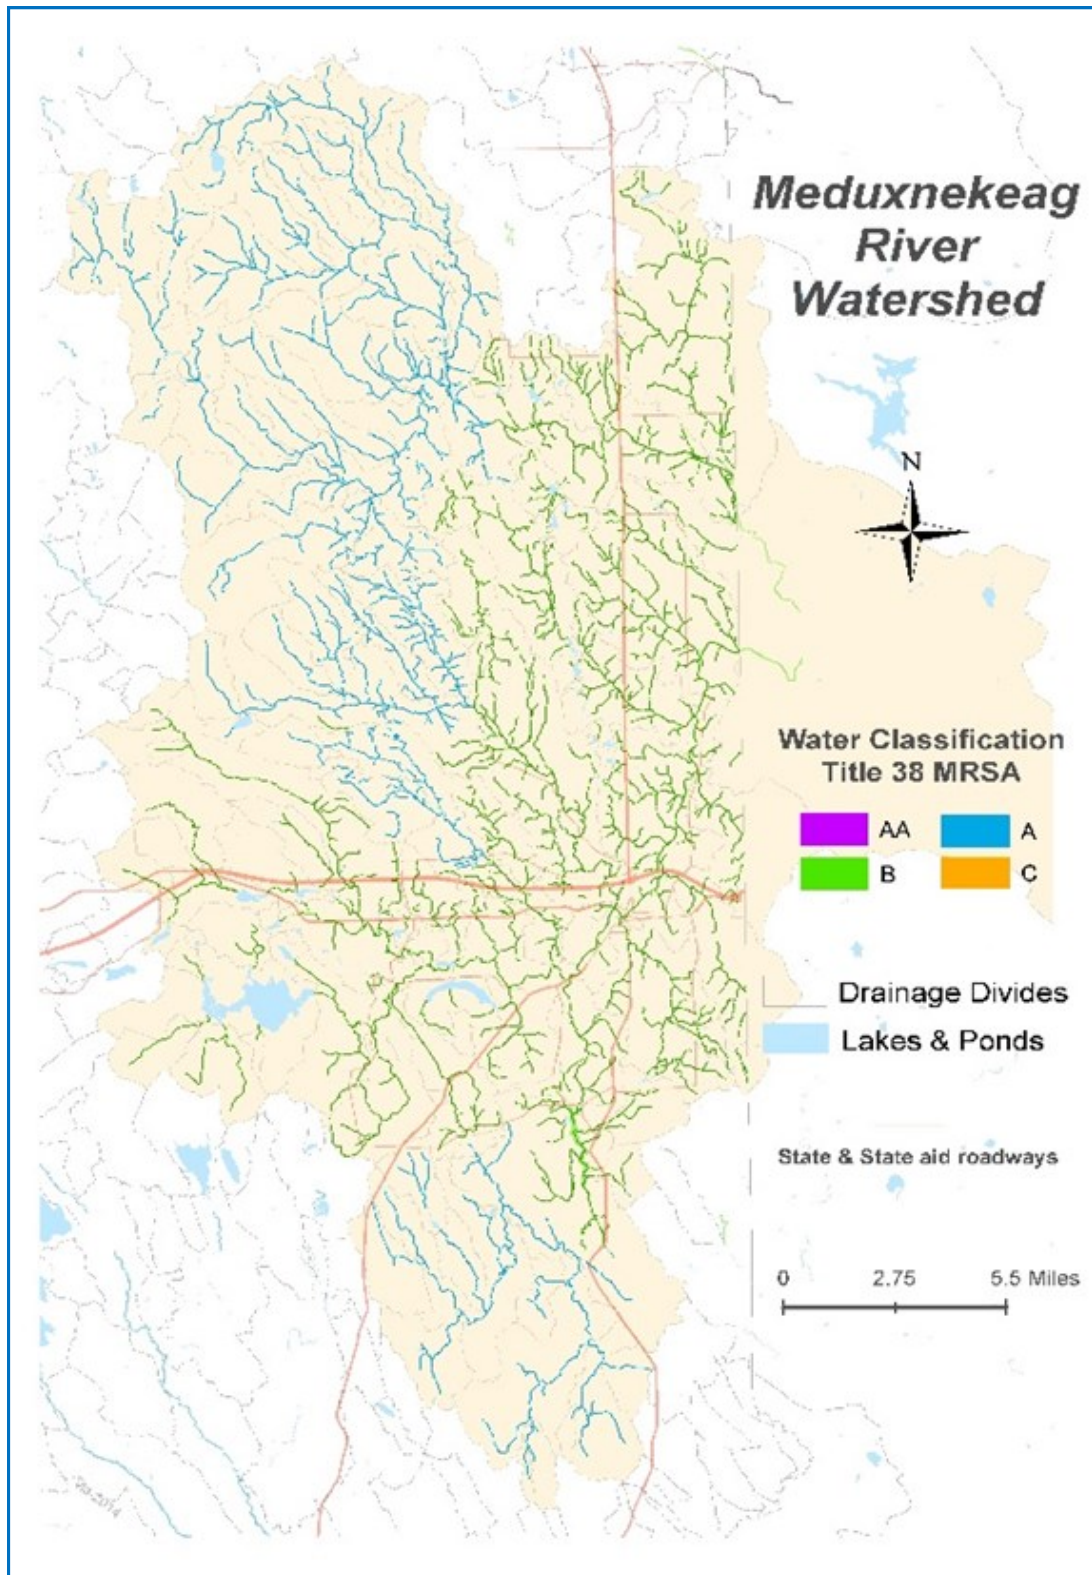 Meduxnekeag
River
Watershed
N
Water Classification
Title 38 MRSA
AA
A
B
C
Drainage Divides
Lakes & Ponds
State & State aid roadways
0 2.75 5.5 Miles